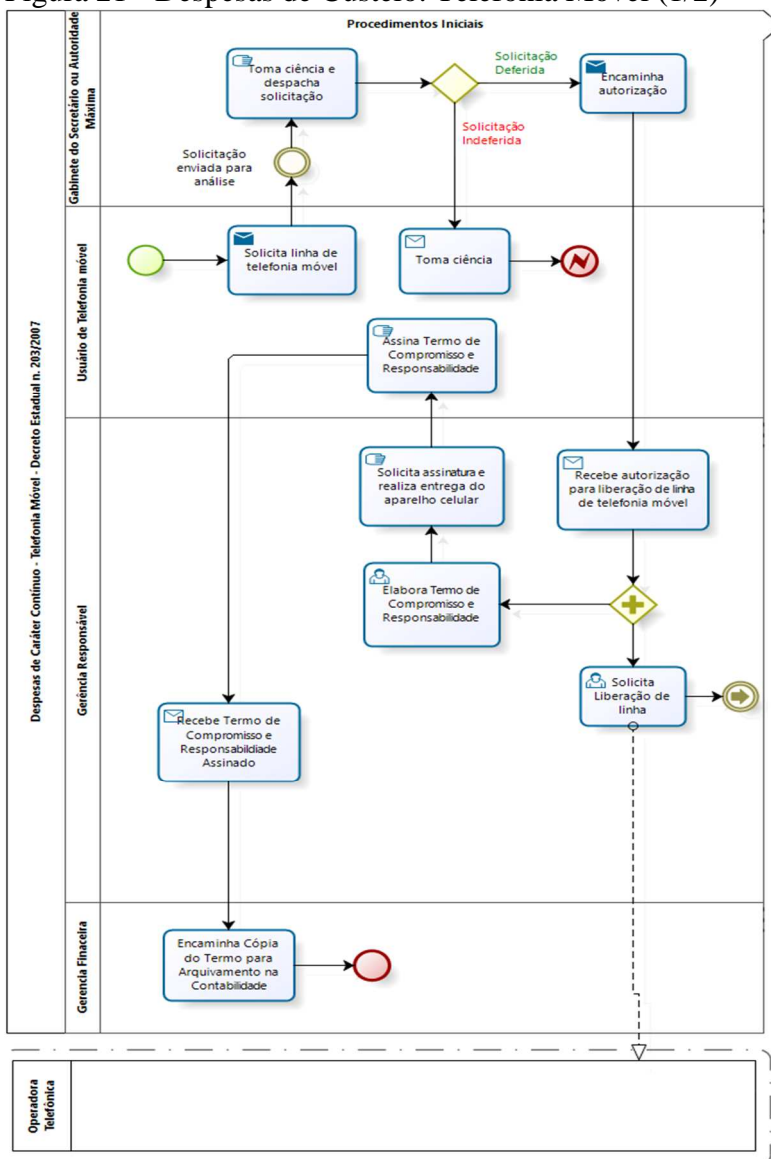 Figura 21 - Despesas de Custeio: Telefonia Móvel (1/2)
Procedimentos Iniciais
Despesas de Caráter Contínuo - Telefonia Móvel - Decreto Estadual n. 203/2007
Gabinete do Secretário ou Autoridade
Máxima
Toma ciência e
despacha
solicitação
Solicitação
Deferida
Encaminha
autorização
Solicitação
Indeferida
Solicitação
enviada para
análise
Usuário de Telefonia móvel
Solicita linha de
telefonia móvel
Toma ciência
Assina Termo de
Compromisso e
Responsabilidade
Gerência Responsável
Solicita assinatura e
realiza entrega do
aparelho celular
Recebe autorização
para liberação de linha
de telefonia móvel
Elabora Termo de
Compromisso e
Responsabilidade
Solicita
Liberação de
linha
Recebe Termo de
Compromisso e
Responsabildiade
Assinado
Gerencia Finaceira
Encaminha Cópia
do Termo para
Arquivamento na
Contabilidade
Operadora
Telefônica